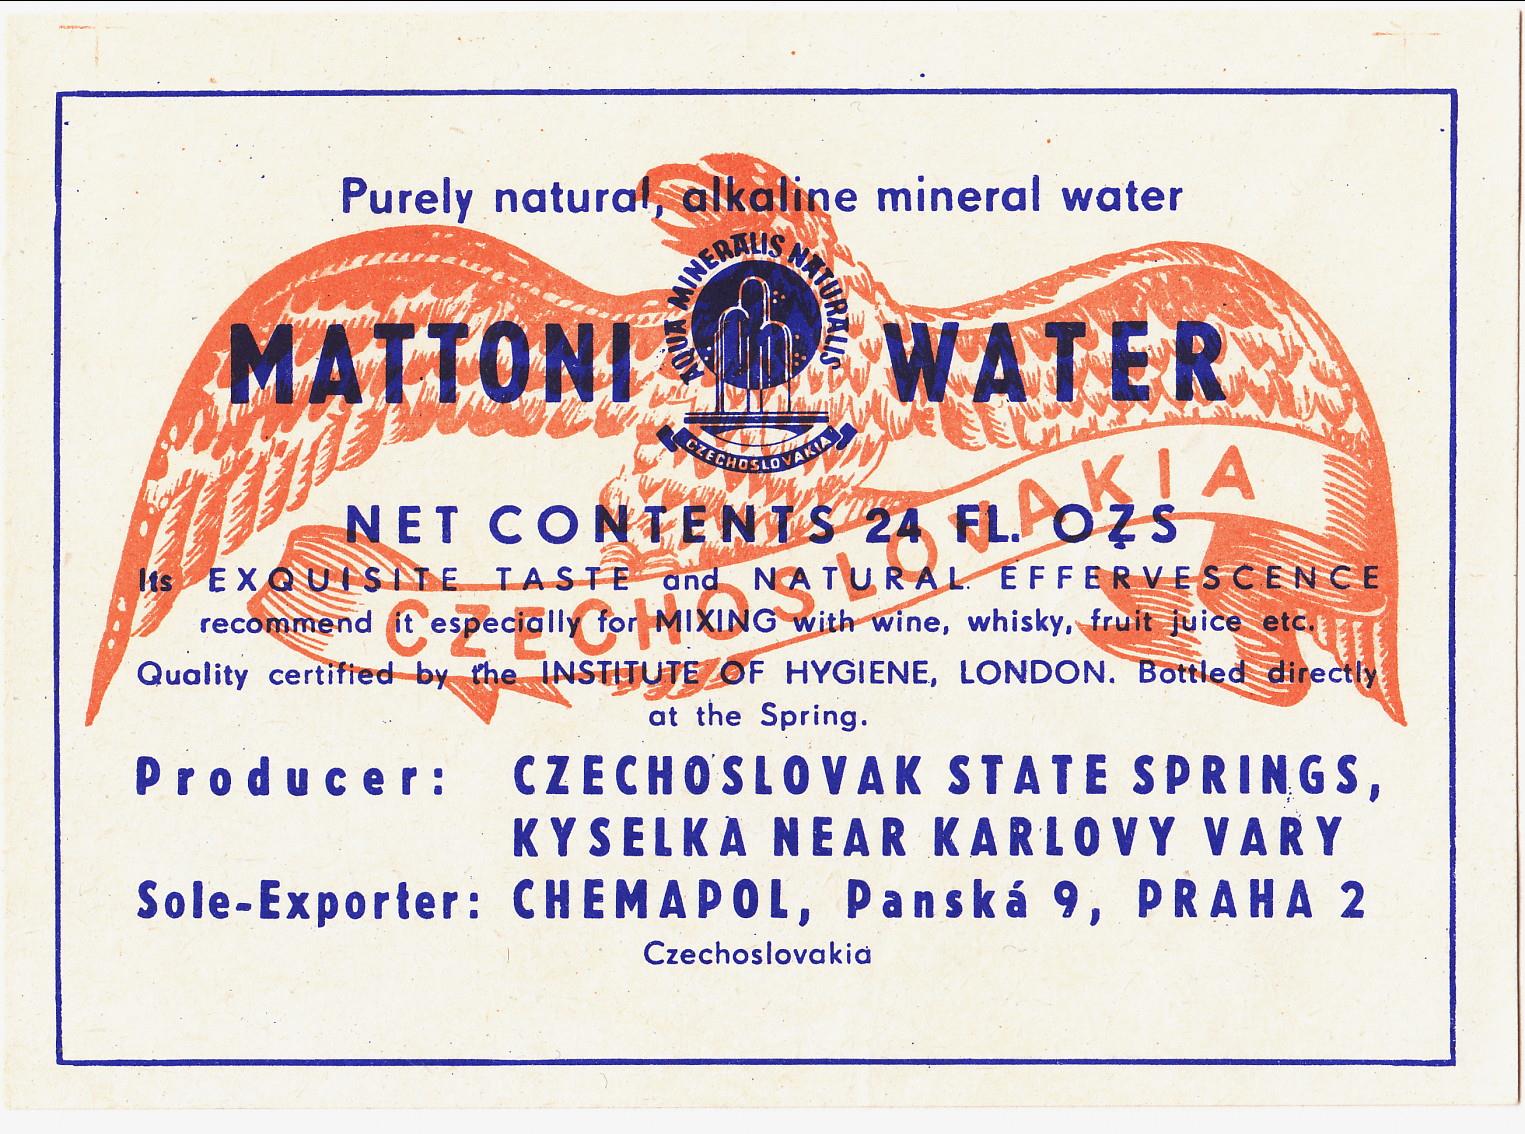 Purely natural, alkaline mineral water
AQUA MINERALIS NATURALIS
MATTONI WATER
CZECHOSLOVAKIA
NET CONTENTS 24 FL. OZS
CZECHOSLOVAKIA
Its EXQUISITE TASTE and NATURAL EFFERVESCENCE
recommend it especially for MIXING with wine, whisky, fruit juice etc.
Quality certified by the INSTITUTE OF HYGIENE, LONDON. Bottled directly
at the Spring.
Producer: CZECHOSLOVAK STATE SPRINGS,
KYSELKA NEAR KARLOVY VARY
Sole-Exporter: CHEMAPOL, Panská 9, PRAHA 2
Czechoslovakia